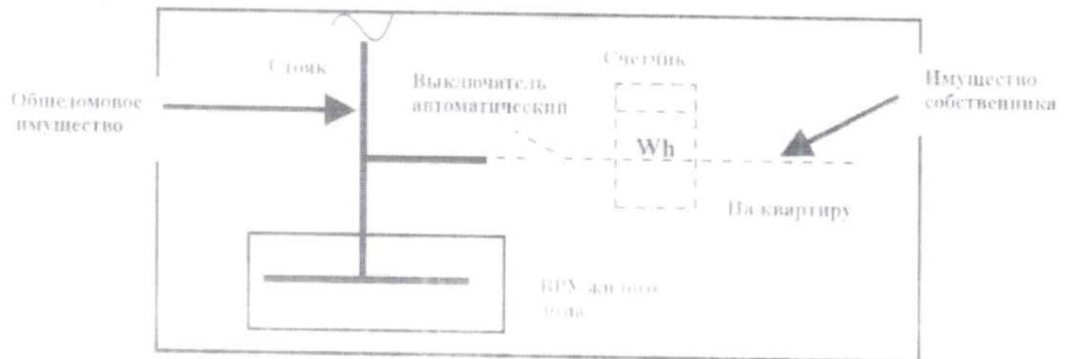 Стояк
Счетчик
Выключатель
автоматический
Имущество
собственника
Общедомовое
имущество
Wh
На квартиру
ВРУ жилого
дома